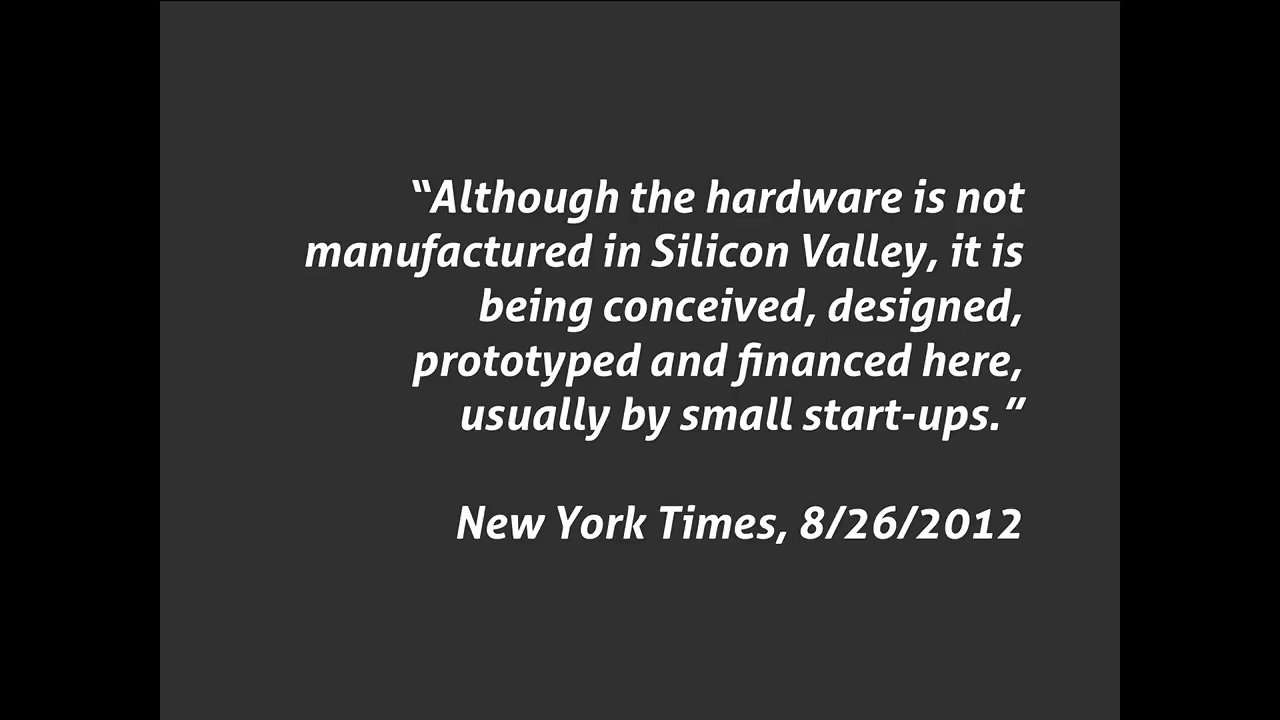 “Although the hardware is not
manufactured in Silicon Valley, it is
being conceived, designed,
prototyped and financed here,
usually by small start-ups.”
New York Times, 8/26/2012